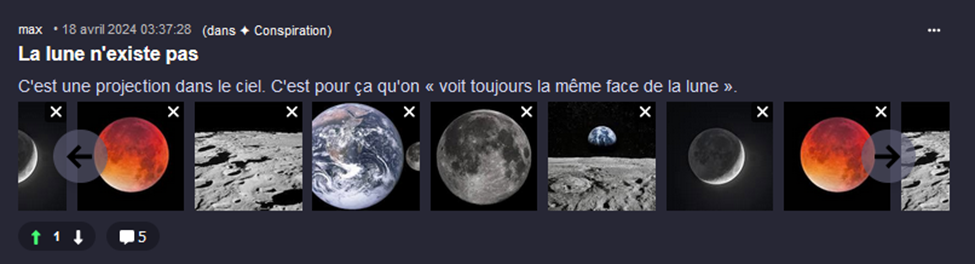 max • 18 avril 2024 03:37:28 (dans ✦ Conspiration)
La lune n'existe pas
C'est une projection dans le ciel. C'est pour ça qu'on « voit toujours la même face de la lune ».
1 5